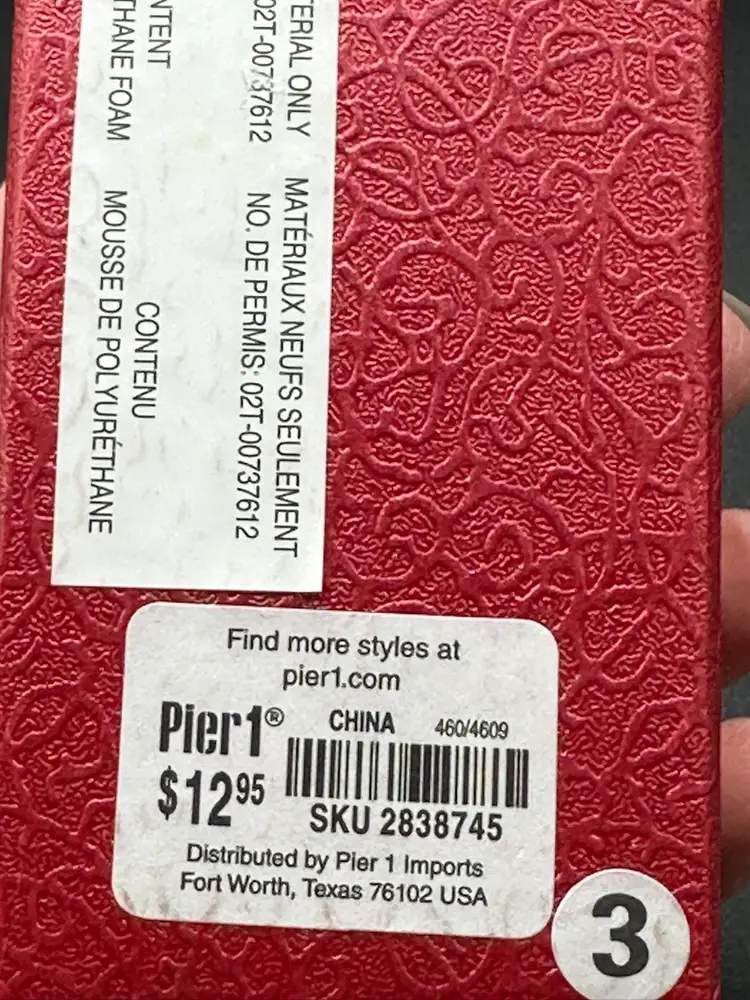 TERIAL ONLY
02T-00737612
NTENT
THANE FOAM
MATÉRIAUX NEUFS SEULEMENT
NO. DE PERMIS: 02T-00737612
CONTENU
MOUSSE DE POLYURÉTHANE
Find more styles at
pier1.com
Pier1® CHINA 460/4609
$12.95
SKU 2838745
Distributed by Pier 1 Imports
Fort Worth, Texas 76102 USA
3